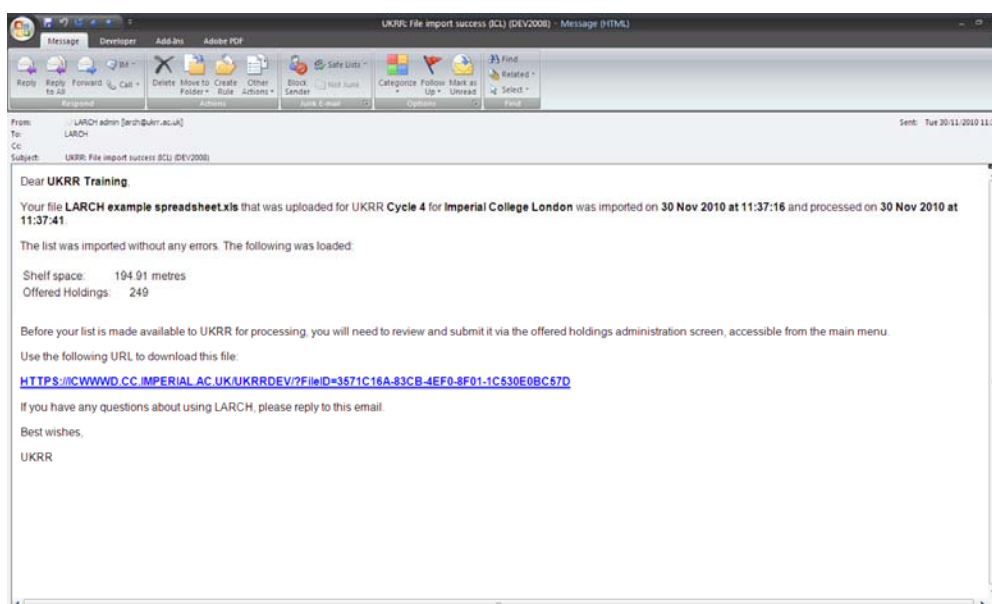 UKRR: File import success (ICL) (DEV2008) - Message (HTML)
Message Developer Add-Ins Adobe PDF
Reply Reply to All Forward Call Delete Move to Folder Create Rule Other Actions Block Sender Safe Lists Not Junk Categorize Follow Up Mark as Unread Find Related Select
Respond Actions Junk E-mail Options Find
From: LARCH admin [larch@ukrr.ac.uk] Sent: Tue 30/11/2010
To: LARCH
Cc:
Subject: UKRR: File import success (ICL) (DEV2008)
Dear UKRR Training,
Your file LARCH example spreadsheet.xls that was uploaded for UKRR Cycle 4 for Imperial College London was imported on 30 Nov 2010 at 11:37:16 and processed on 30 Nov 2010 at
11:37:41.
The list was imported without any errors. The following was loaded:
Shelf space: 194.91 metres
Offered Holdings: 249
Before your list is made available to UKRR for processing, you will need to review and submit it via the offered holdings administration screen, accessible from the main menu.
Use the following URL to download this file:
HTTPS://ICWWWD.CC.IMPERIAL.AC.UK/UKRRDEV/?FileID=3571C16A-83CB-4EF0-8F01-1C530E0BC57D
If you have any questions about using LARCH, please reply to this email.
Best wishes,
UKRR